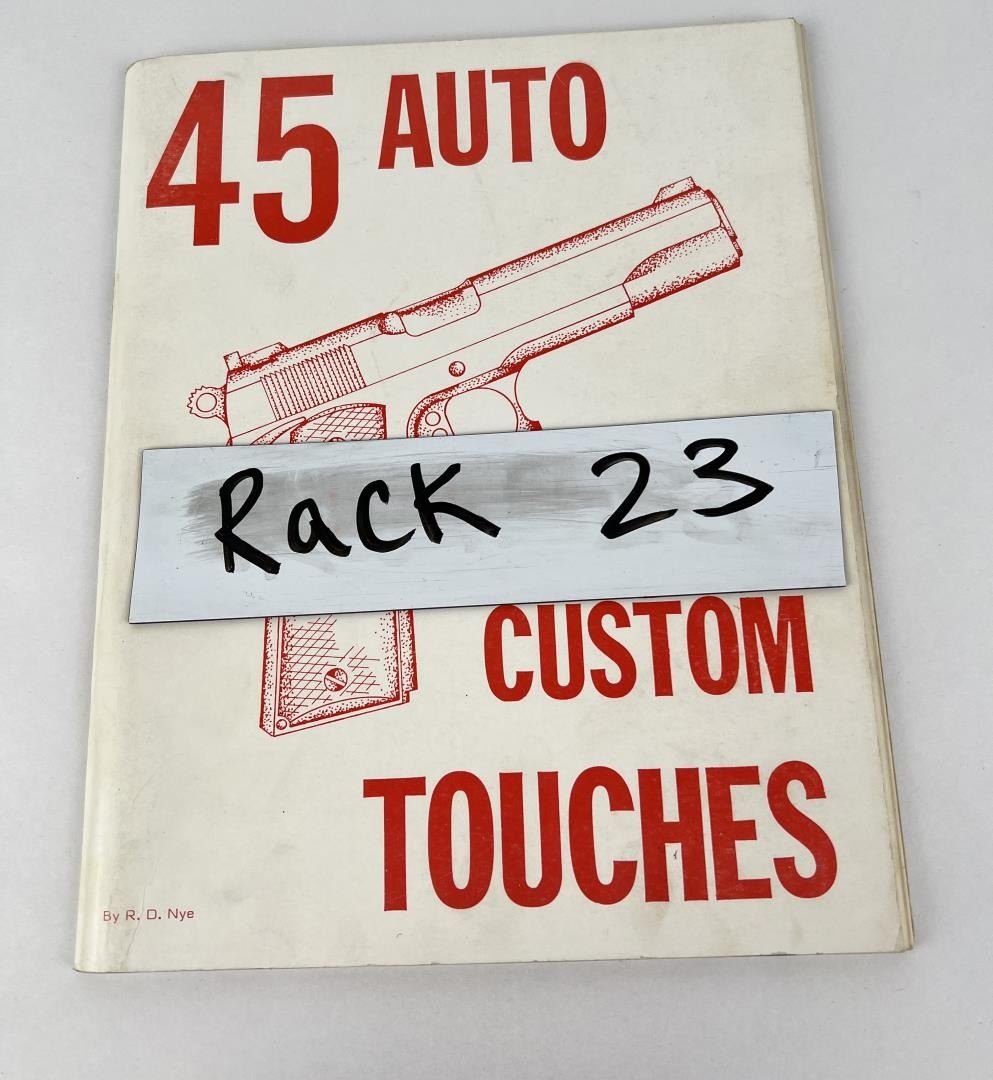 45 AUTO
Rack 23
CUSTOM
TOUCHES
By R. D. Nye